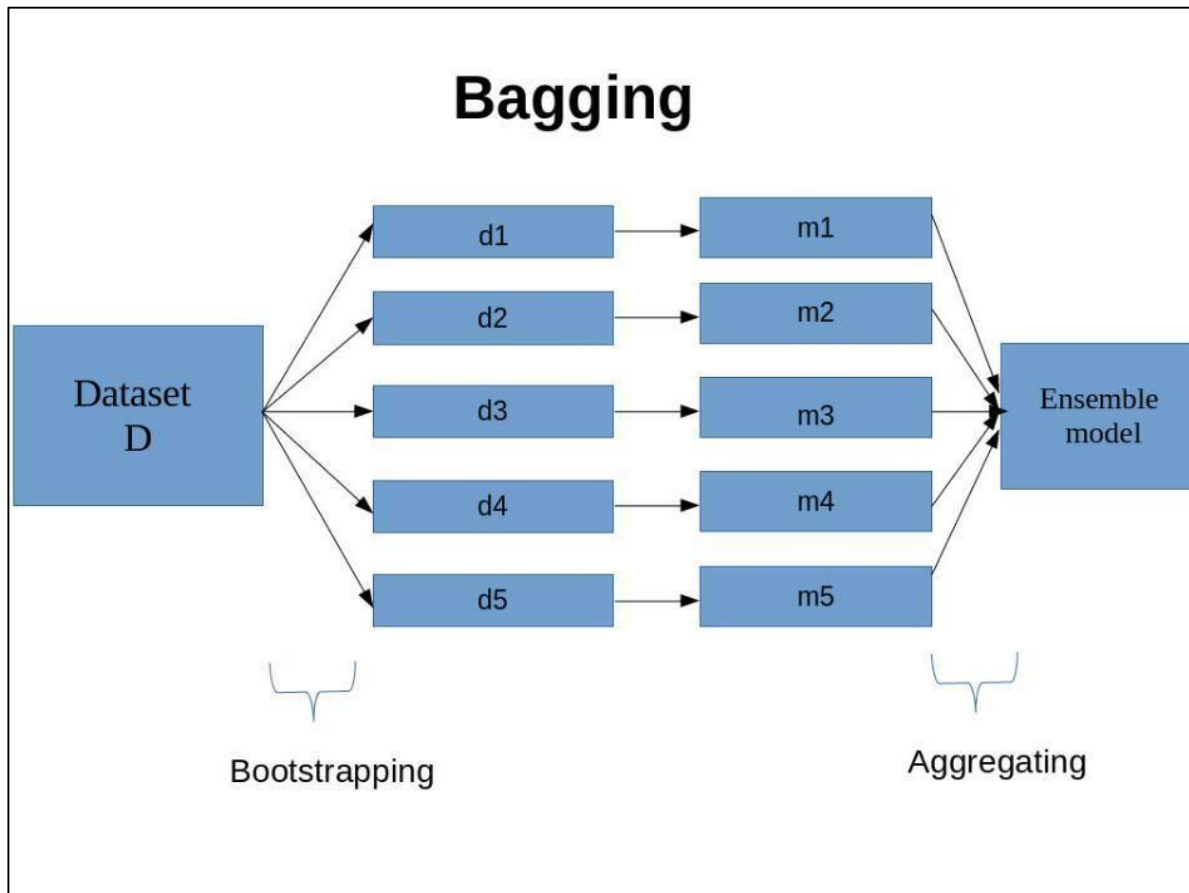 Bagging
d1
m1
d2
m2
Dataset
D
d3
m3
Ensemble
model
d4
m4
d5
m5
Bootstrapping
Aggregating